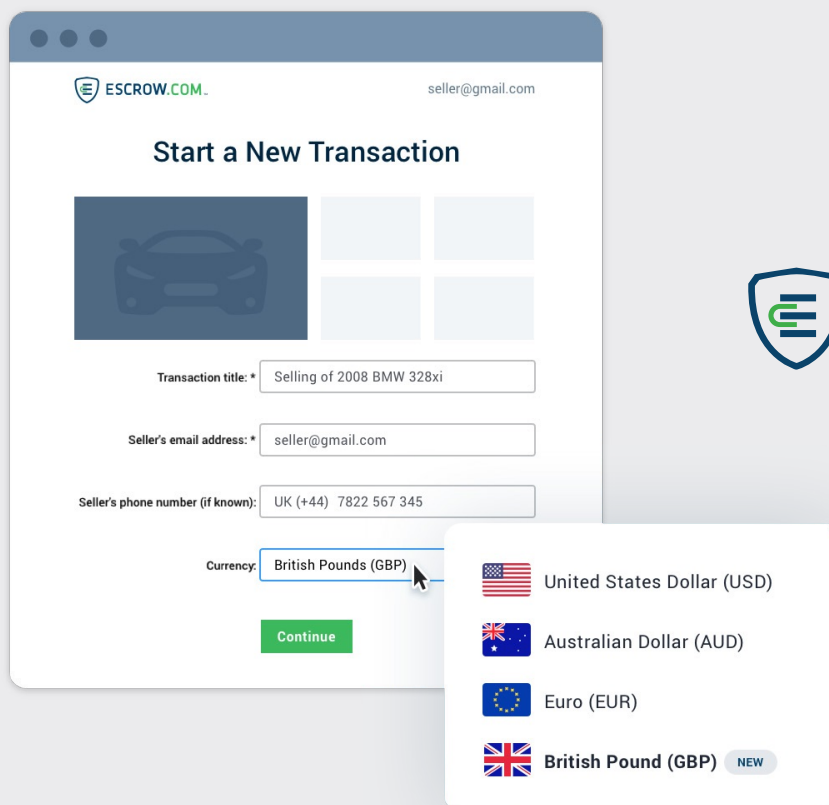 ESCROW.COM
seller@gmail.com
Start a New Transaction
Transaction title: * Selling of 2008 BMW 328xi
Seller's email address: * seller@gmail.com
Seller's phone number (if known): UK (+44) 7822 567 345
Currency: British Pounds (GBP)
Continue
United States Dollar (USD)
Australian Dollar (AUD)
Euro (EUR)
British Pound (GBP) NEW